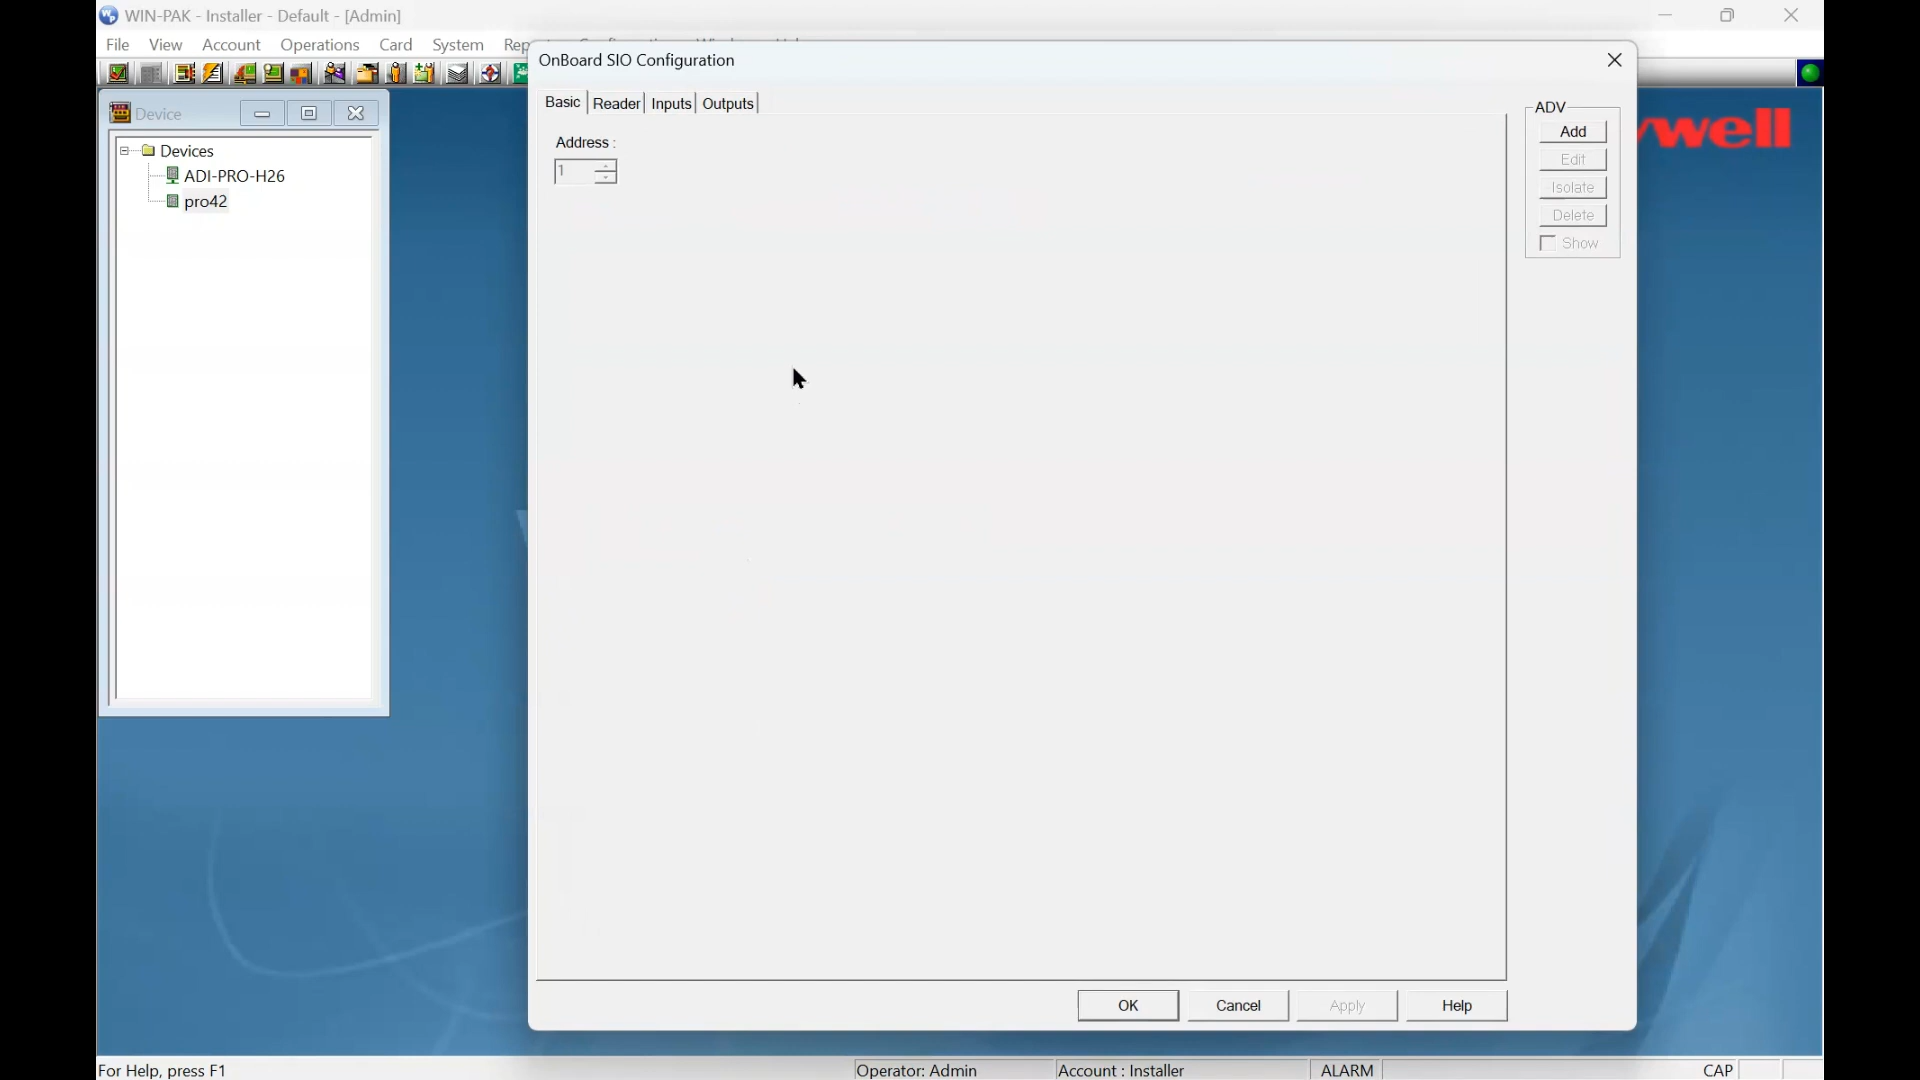 WIN-PAK - Installer - Default - [Admin]
File View Account Operations Card System
OnBoard SIO Configuration
Basic Reader Inputs Outputs
Address :
1
ADV
Add
Edit
Isolate
Delete
Show
Device
Devices
ADI-PRO-H26
pro42
well
OK Cancel Apply Help
For Help, press F1
Operator: Admin
Account : Installer
ALARM
CAP